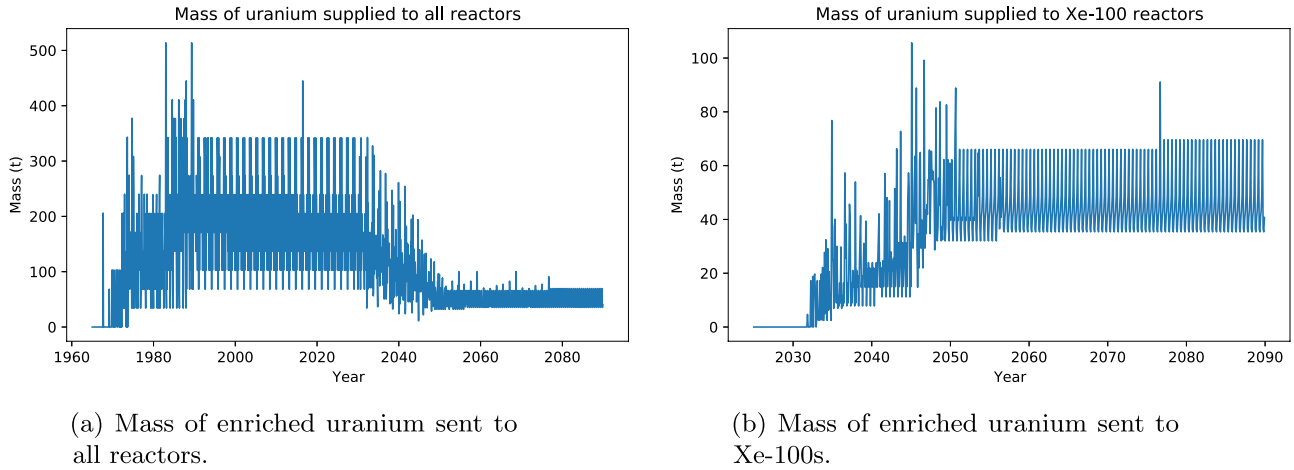 Mass of uranium supplied to all reactors
500
400
300
200
100
0
Mass (t)
1960
1980
2000
2020
2040
2060
2080
Year
(a) Mass of enriched uranium sent to
all reactors.
Mass of uranium supplied to Xe-100 reactors
100
80
60
40
20
0
Mass (t)
2030
2040
2050
2060
2070
2080
2090
Year
(b) Mass of enriched uranium sent to
Xe-100s.